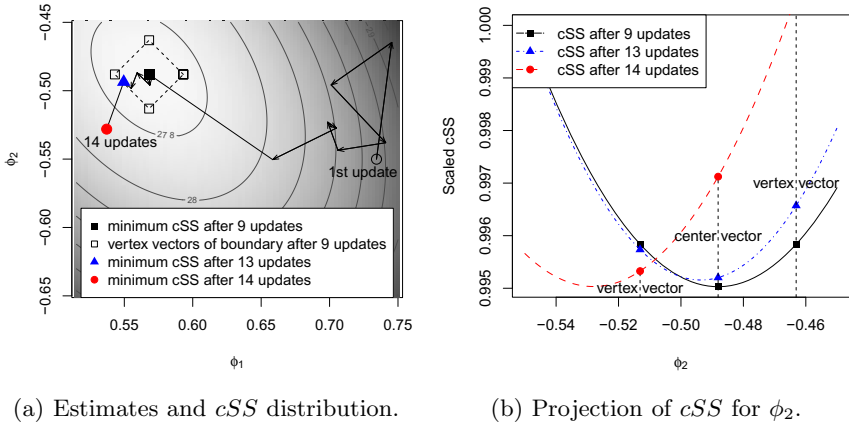 −0.45
−0.50
−0.55
−0.60
−0.65
ϕ2
0.55
0.60
0.65
0.70
0.75
ϕ1
27 8
28
14 updates
1st update
minimum cSS after 9 updates
vertex vectors of boundary after 9 updates
minimum cSS after 13 updates
minimum cSS after 14 updates
(a) Estimates and cSS distribution.
1.000
0.999
0.998
0.997
0.996
0.995
Scaled cSS
cSS after 9 updates
cSS after 13 updates
cSS after 14 updates
vertex vector
center vector
vertex vector
−0.54
−0.52
−0.50
−0.48
−0.46
ϕ2
(b) Projection of cSS for ϕ2.